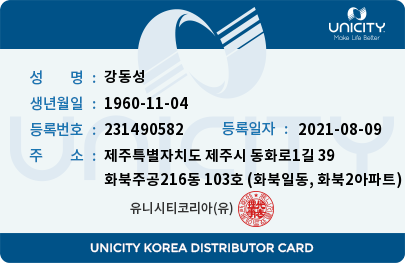 UNICITY
Make Life Better
성 명 : 강동성
생년월일 : 1960-11-04
등록번호 : 231490582 등록일자 : 2021-08-09
주 소 : 제주특별자치도 제주시 동화로1길 39
화북주공216동 103호 (화북일동, 화북2아파트)
유니시티코리아(유)
UNICITY KOREA DISTRIBUTOR CARD